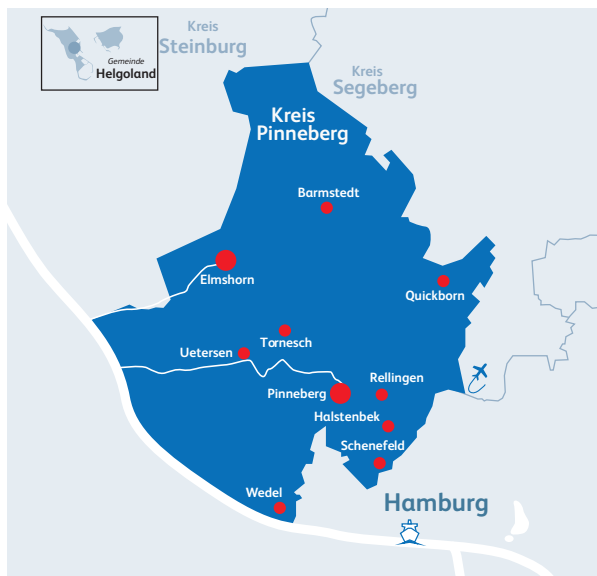 Kreis
Steinburg
Gemeinde
Helgoland
Kreis
Segeberg
Kreis
Pinneberg
Barmstedt
Elmshorn
Quickborn
Tornesch
Uetersen
Rellingen
Pinneberg
Halstenbek
Schenefeld
Wedel
Hamburg